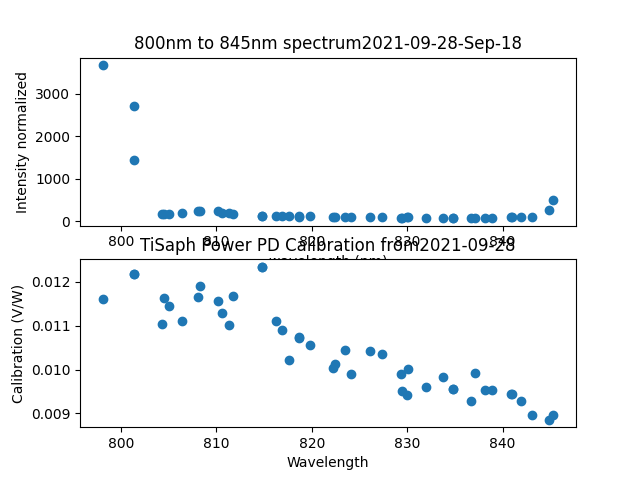 800nm to 845nm spectrum2021-09-28-Sep-18
Intensity normalized
3000
2000
1000
0
800 810 820 830 840
wavelength (nm)
TiSaph Power PD Calibration from2021-09-28
Calibration (V/W)
0.012
0.011
0.010
0.009
800 810 820 830 840
Wavelength